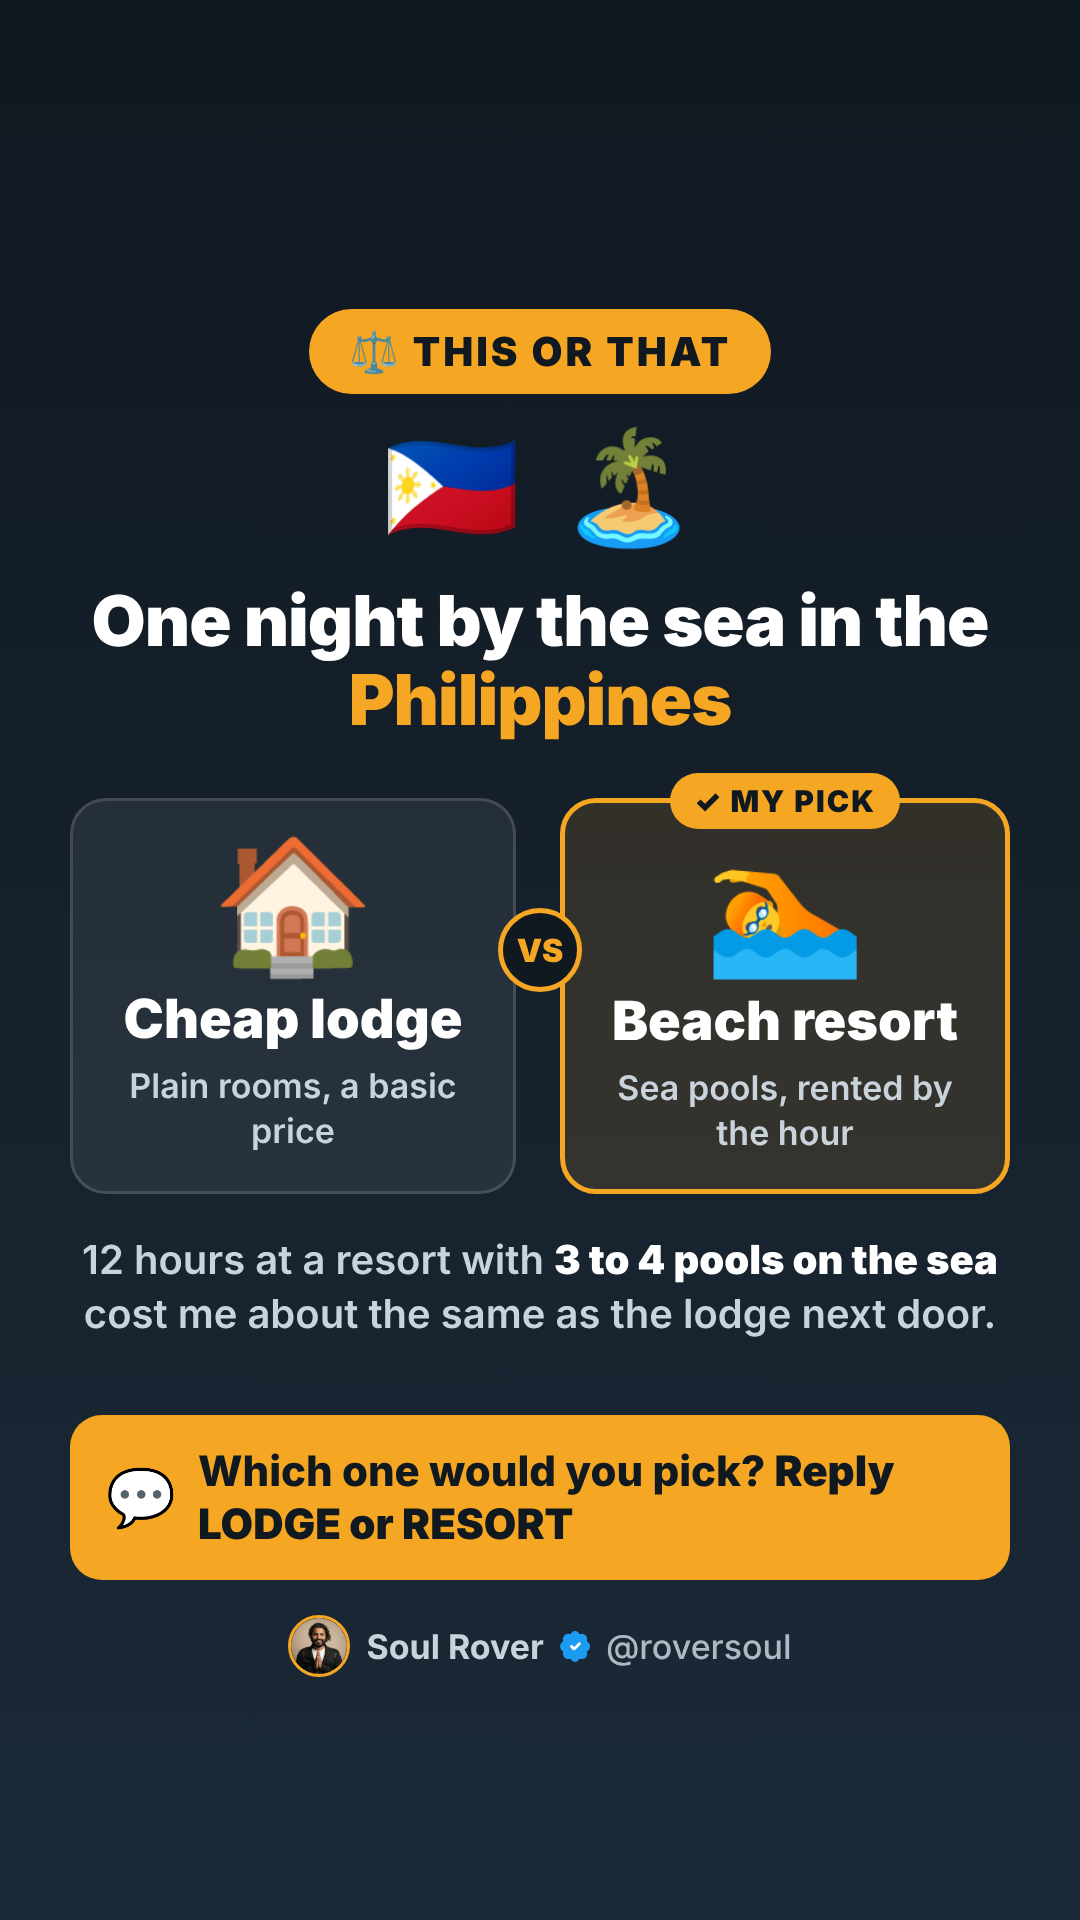 ⚖️ THIS OR THAT
One night by the sea in the
Philippines
✓ MY PICK
Cheap lodge
Plain rooms, a basic
price
VS
Beach resort
Sea pools, rented by
the hour
12 hours at a resort with 3 to 4 pools on the sea
cost me about the same as the lodge next door.
Which one would you pick? Reply
LODGE or RESORT
Soul Rover @roversoul